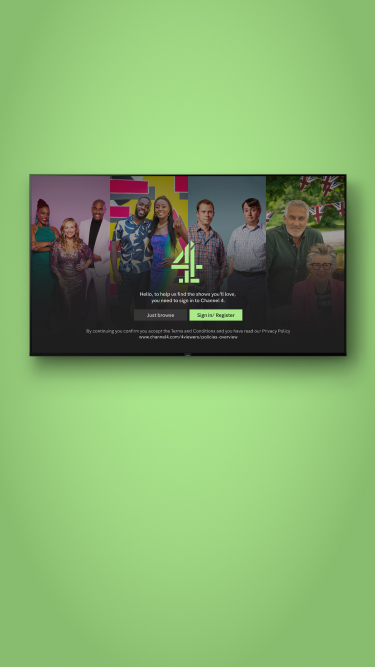 4
Hello, to help us find the shows you'll love,
you need to sign in to Channel 4.
Just browse
Sign in/ Register
By continuing you confirm you accept the Terms and Conditions and you have read our Privacy Policy
www.channel4.com/4viewers/policies-overview